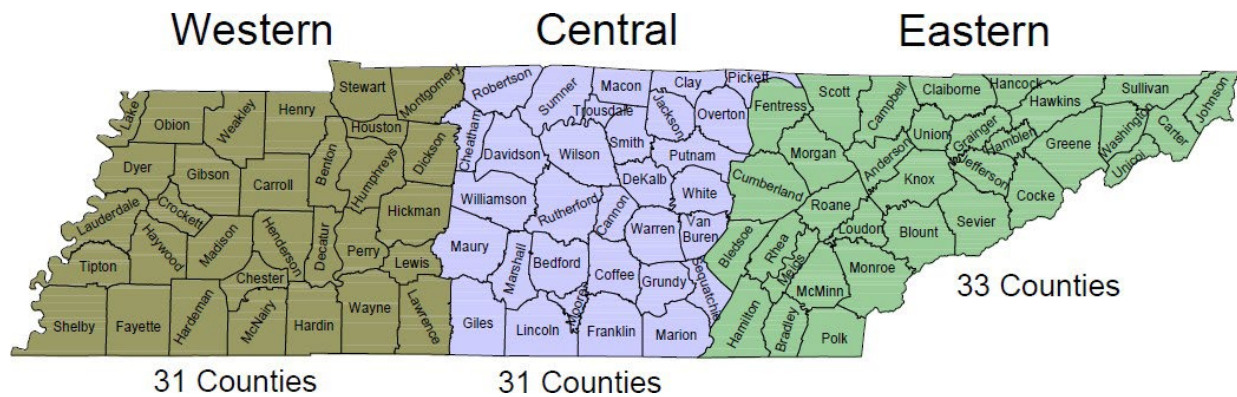 Western
Central
Eastern
Lake
Obion
Weakley
Henry
Stewart
Montgomery
Houston
Dyer
Gibson
Carroll
Benton
Humphreys
Dickson
Lauderdale
Crockett
Haywood
Madison
Henderson
Decatur
Perry
Hickman
Lewis
Tipton
Chester
Shelby
Fayette
Hardeman
McNairy
Hardin
Wayne
Lawrence
31 Counties
Robertson
Sumner
Macon
Clay
Pickett
Trousdale
Jackson
Overton
Cheatham
Davidson
Wilson
Smith
Putnam
DeKalb
White
Williamson
Rutherford
Cannon
Warren
Van
Buren
Maury
Marshall
Bedford
Coffee
Grundy
Sequatchie
Giles
Lincoln
Moore
Franklin
Marion
31 Counties
Fentress
Scott
Campbell
Claiborne
Hancock
Hawkins
Sullivan
Johnson
Carter
Washington
Unicoi
Greene
Union
Grainger
Hamblen
Jefferson
Morgan
Anderson
Knox
Cocke
Cumberland
Roane
Loudon
Blount
Sevier
Bledsoe
Rhea
Meigs
McMinn
Monroe
Hamilton
Bradley
Polk
33 Counties